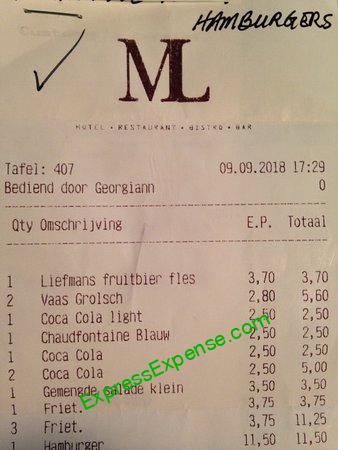 HAMBURGERS
ML
HOTEL • RESTAURANT • BISTRO • BAR
Tafel: 407 09.09.2018 17:29
Bediend door Georgiann 0
Qty Omschrijving E.P. Totaal
1 Liefmans fruitbier fles 3,70 3,70
2 Vaas Grolsch 2,80 5,60
1 Coca Cola light 2,50 2,50
1 Chaudfontaine Blauw 2,50 2,50
1 Coca Cola 2,50 2,50
2 Coca Cola 2,50 5,00
1 Gemengde salade klein 3,50 3,50
1 Friet. 3,75 3,75
3 Friet. 3,75 11,25
1 Hamburger 11,50 11,50
ExpressExpense.com